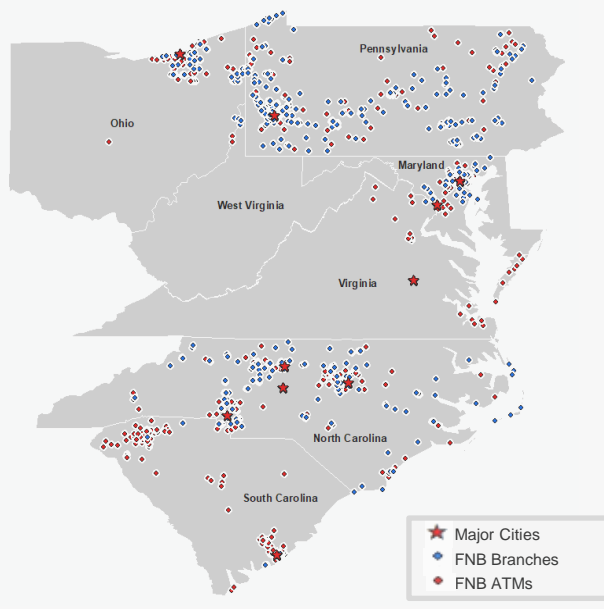 Pennsylvania
Ohio
Maryland
West Virginia
Virginia
North Carolina
South Carolina
Major Cities
FNB Branches
FNB ATMs